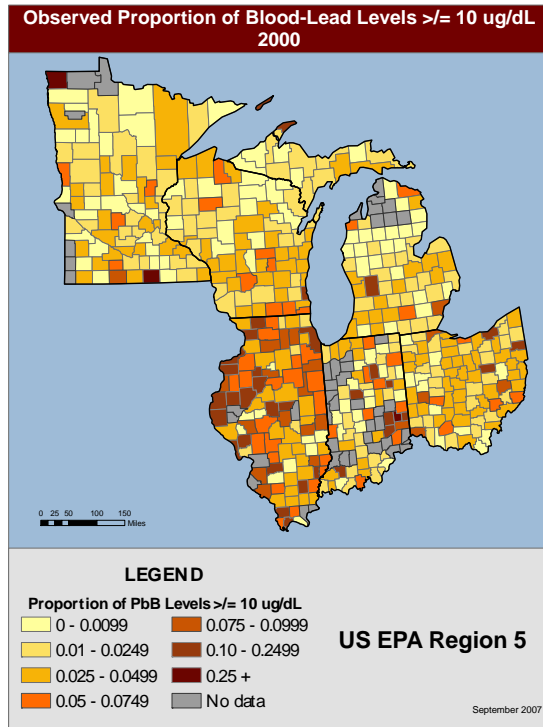 Observed Proportion of Blood-Lead Levels >/= 10 ug/dL
2000
0 25 50 100 150
Miles
LEGEND
Proportion of PbB Levels >/= 10 ug/dL
0 - 0.0099
0.01 - 0.0249
0.025 - 0.0499
0.05 - 0.0749
0.075 - 0.0999
0.10 - 0.2499
0.25 +
No data
US EPA Region 5
September 2007